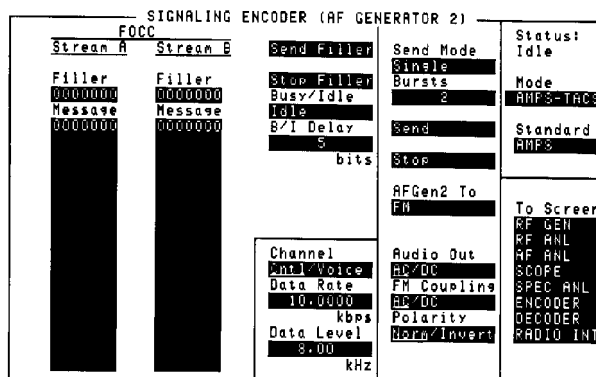 SIGNALING ENCODER (AF GENERATOR 2)
FOCC
Stream A Stream B
Filler Filler
0000000 0000000
Message Message
0000000 0000000
Send Filler
Stop Filler
Busy/Idle
Idle
B/I Delay
5
bits
Channel
Cntl/Voice
Data Rate
10.0000
kbps
Data Level
8.00
kHz
Send Mode
Single
Bursts
2
Send
Stop
AFGen2 To
FM
Audio Out
AC/DC
FM Coupling
AC/DC
Polarity
Norm/Invert
Status:
Idle
Mode
AMPS-TACS
Standard
AMPS
To Screen
RF GEN
RF ANL
AF ANL
SCOPE
SPEC ANL
ENCODER
DECODER
RADIO INT